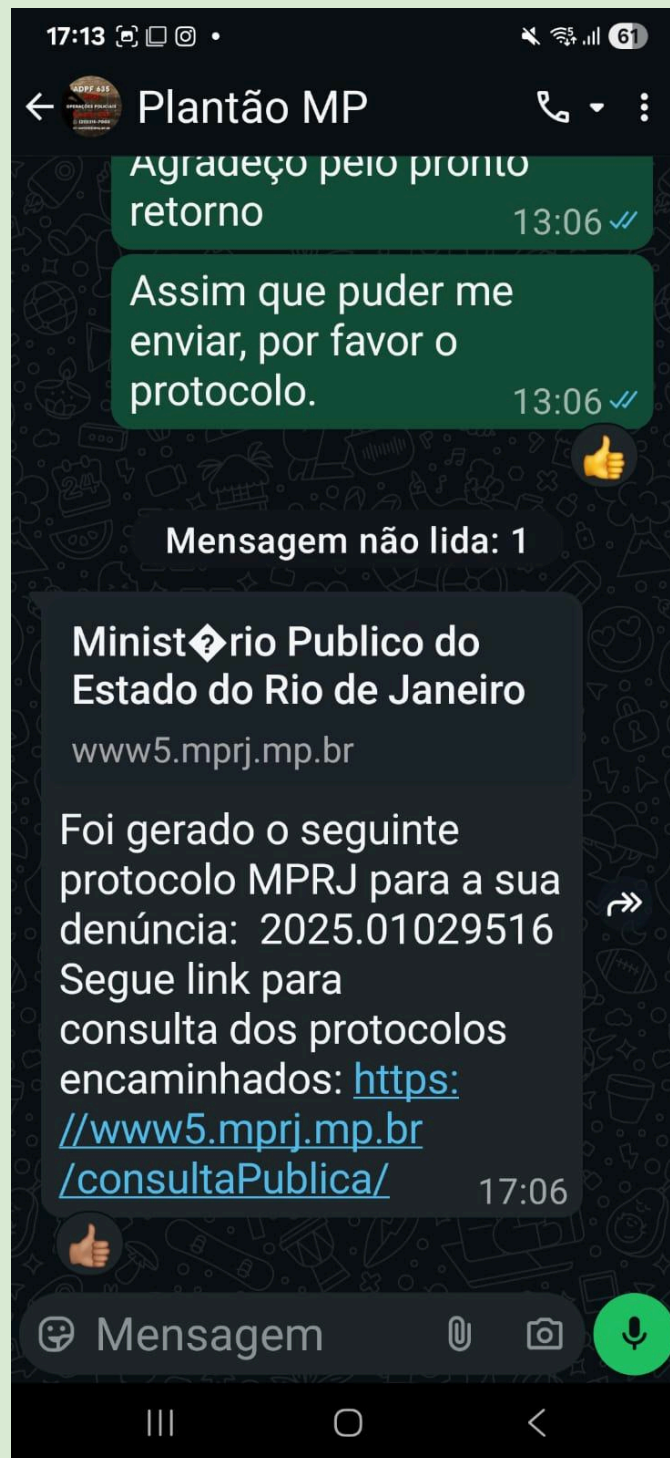 17:13
61
ADPF 635
Plantão MP
Agradeço pelo pronto
retorno
13:06
Assim que puder me
enviar, por favor o
protocolo.
13:06
Mensagem não lida: 1
Minist�rio Publico do
Estado do Rio de Janeiro
www5.mprj.mp.br
Foi gerado o seguinte
protocolo MPRJ para a sua
denúncia: 2025.01029516
Segue link para
consulta dos protocolos
encaminhados: https:
//www5.mprj.mp.br
/consultaPublica/
17:06
Mensagem